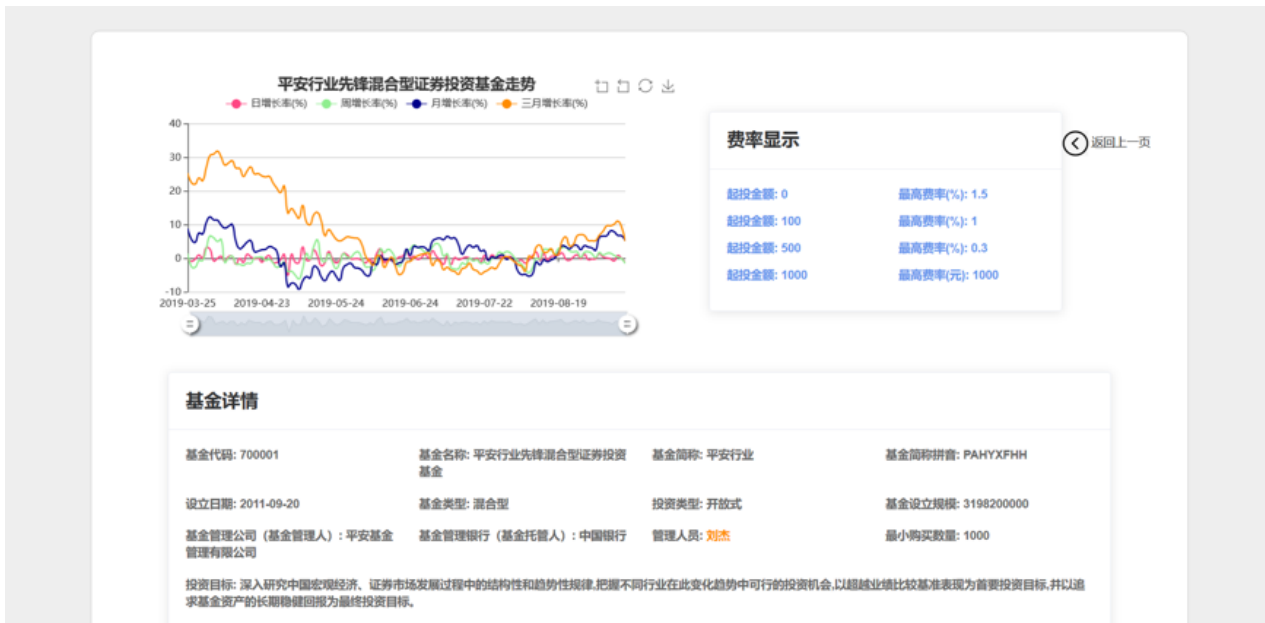 平安行业先锋混合型证券投资基金走势
日增长率(%) 周增长率(%) 月增长率(%) 三月增长率(%)
40
30
20
10
0
-10
2019-03-25 2019-04-23 2019-05-24 2019-06-24 2019-07-22 2019-08-19
费率显示
返回上一页
起投金额: 0 最高费率(%): 1.5
起投金额: 100 最高费率(%): 1
起投金额: 500 最高费率(%): 0.3
起投金额: 1000 最高费率(元): 1000
基金详情
基金代码: 700001
基金名称: 平安行业先锋混合型证券投资
基金
基金简称: 平安行业
基金简称拼音: PAHYXFHH
设立日期: 2011-09-20
基金类型: 混合型
投资类型: 开放式
基金设立规模: 3198200000
基金管理公司（基金管理人）: 平安基金
管理有限公司
基金管理银行（基金托管人）: 中国银行
管理人员: 刘杰
最小购买数量: 1000
投资目标: 深入研究中国宏观经济、证券市场发展过程中的结构性和趋势性规律,把握不同行业在此变化趋势中可行的投资机会,以超越业绩比较基准表现为首要投资目标,并以追
求基金资产的长期稳健回报为最终投资目标。